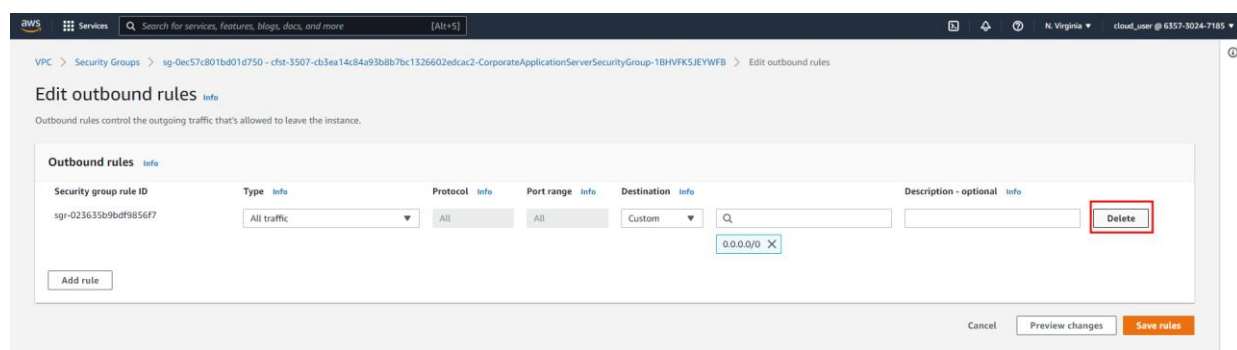 aws Services Search for services, features, blogs, docs, and more [Alt+S] N. Virginia ▼ cloud_user @ 6357-3024-7185 ▼
VPC > Security Groups > sg-0ec57c801bd01d750 - cfst-3507-cb3ea14c84a93b8b7bc1326602edcac2-CorporateApplicationServerSecurityGroup-1BHVFK5JEYWFB > Edit outbound rules
Edit outbound rules Info
Outbound rules control the outgoing traffic that's allowed to leave the instance.
Outbound rules Info
Security group rule ID Type Info Protocol Info Port range Info Destination Info Description - optional Info
sgr-023635b9bdf9856f7 All traffic ▼ All All Custom ▼ Delete
0.0.0.0/0 X
Add rule
Cancel Preview changes Save rules